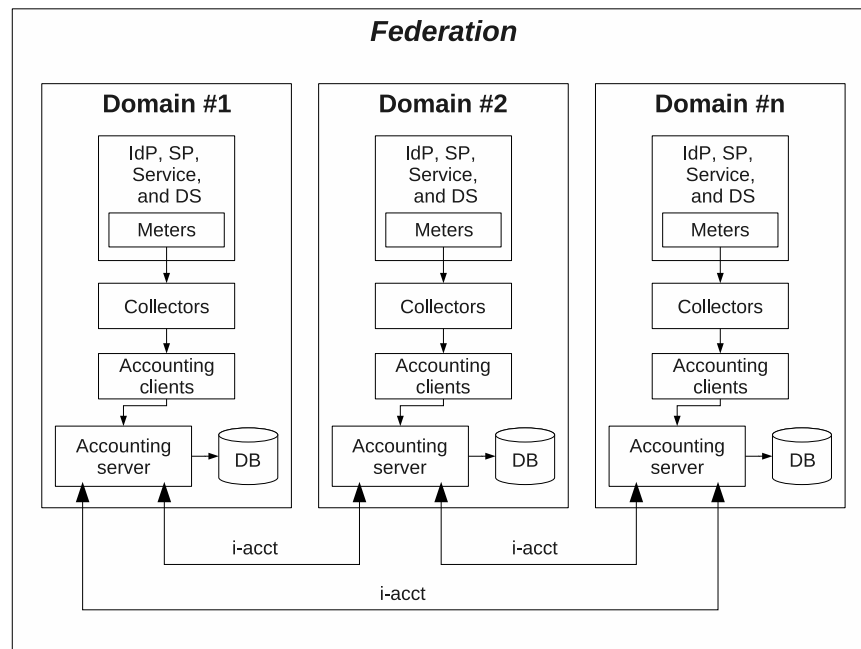 Federation
Domain #1
IdP, SP,
Service,
and DS
Meters
Collectors
Accounting
clients
Accounting
server
DB
Domain #2
IdP, SP,
Service,
and DS
Meters
Collectors
Accounting
clients
Accounting
server
DB
Domain #n
IdP, SP,
Service,
and DS
Meters
Collectors
Accounting
clients
Accounting
server
DB
i-acct
i-acct
i-acct